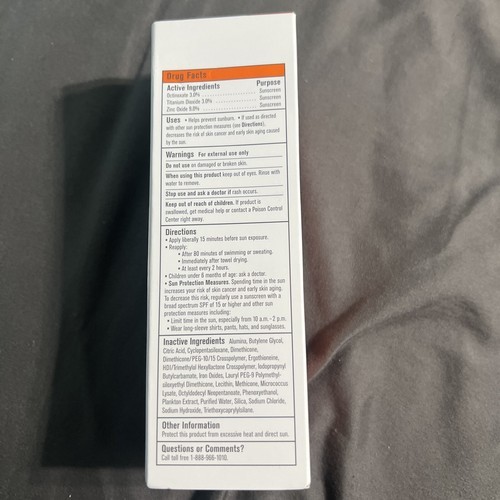 Drug Facts
Active Ingredients Purpose
Octinoxate 3.0% Sunscreen
Titanium Dioxide 3.0% Sunscreen
Zinc Oxide 9.0% Sunscreen
Uses • Helps prevent sunburn. • If used as directed
with other sun protection measures (see Directions),
decreases the risk of skin cancer and early skin aging caused
by the sun.
Warnings For external use only
Do not use on damaged or broken skin.
When using this product keep out of eyes. Rinse with
water to remove.
Stop use and ask a doctor if rash occurs.
Keep out of reach of children. If product is
swallowed, get medical help or contact a Poison Control
Center right away.
Directions
• Apply liberally 15 minutes before sun exposure.
• Reapply:
• After 80 minutes of swimming or sweating.
• Immediately after towel drying.
• At least every 2 hours.
• Children under 6 months of age: ask a doctor.
• Sun Protection Measures. Spending time in the sun
increases your risk of skin cancer and early skin aging.
To decrease this risk, regularly use a sunscreen with a
broad spectrum SPF of 15 or higher and other sun
protection measures including:
• Limit time in the sun, especially from 10 a.m.–2 p.m.
• Wear long-sleeve shirts, pants, hats, and sunglasses.
Inactive Ingredients Alumina, Butylene Glycol,
Citric Acid, Cyclopentasiloxane, Dimethicone,
Dimethicone/PEG-10/15 Crosspolymer, Ergothioneine,
HDI/Trimethylol Hexyllactone Crosspolymer, Iodopropynyl
Butylcarbamate, Iron Oxides, Lauryl PEG-9 Polydimethyl-
siloxyethyl Dimethicone, Lecithin, Methicone, Micrococcus
Lysate, Octyldodecyl Neopentanoate, Phenoxyethanol,
Plankton Extract, Purified Water, Silica, Sodium Chloride,
Sodium Hydroxide, Triethoxycaprylylsilane.
Other Information
Protect this product from excessive heat and direct sun.
Questions or Comments?
Call toll free 1-888-966-1010.